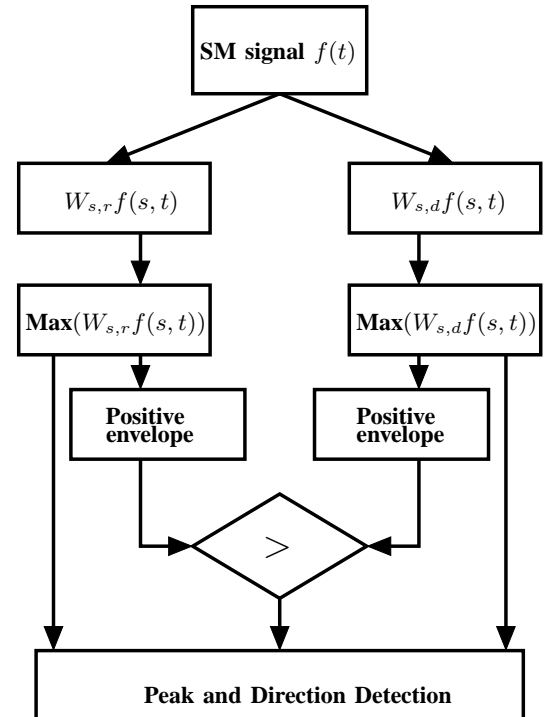 SM signal f(t)
W_{s,r}f(s,t)
W_{s,d}f(s,t)
Max(W_{s,r}f(s,t))
Max(W_{s,d}f(s,t))
Positive
envelope
Positive
envelope
>
Peak and Direction Detection